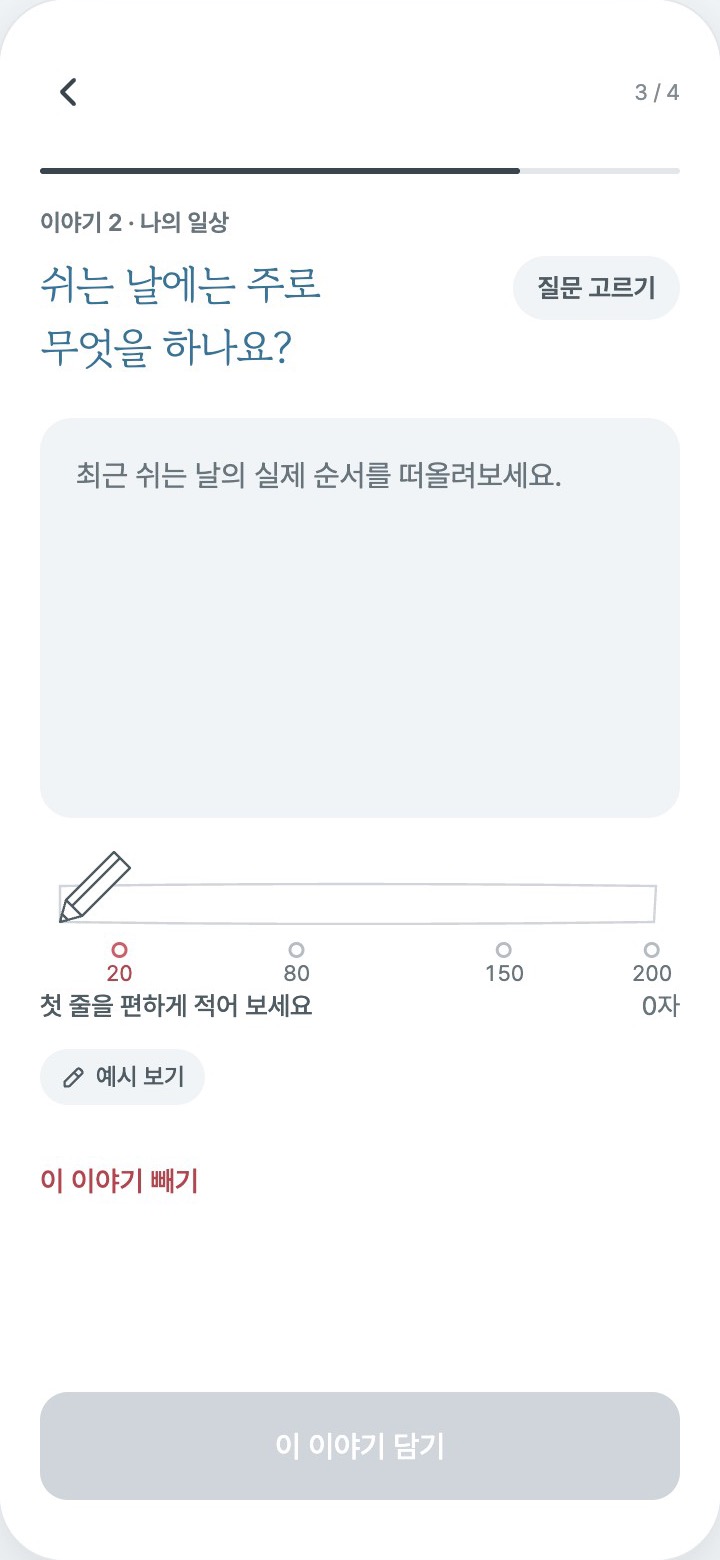 3 / 4
이야기 2 · 나의 일상
쉬는 날에는 주로
무엇을 하나요?
질문 고르기
최근 쉬는 날의 실제 순서를 떠올려보세요.
20 80 150 200
첫 줄을 편하게 적어 보세요 0자
예시 보기
이 이야기 빼기
이 이야기 담기